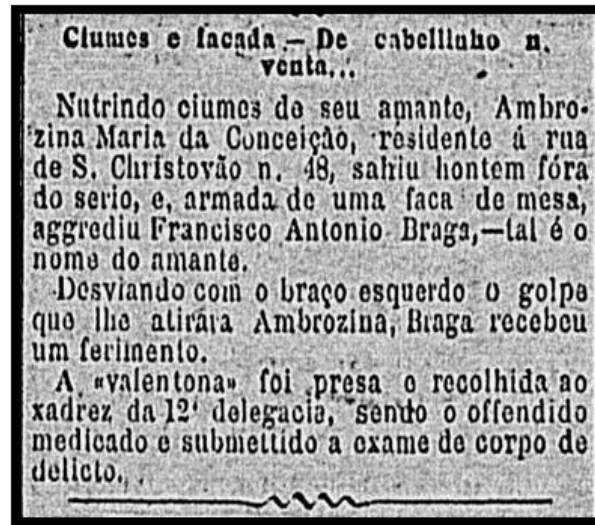 Ciumes e facada.— De cabellinho n.
venta...
Nutrindo ciumes de seu amante, Ambro-
zina Maria da Conceição, residente á rua
de S. Christovão n. 48, sahiu hontem fóra
do serio, e, armada de uma faca de mesa,
aggrediu Francisco Antonio Braga,—tal é o
nome do amante.
Desviando com o braço esquerdo o golpe
que lhe atirára Ambrozina, Braga recebeu
um ferimento.
A «valentona» foi presa e recolhida ao
xadrez da 12ª delegacia, sendo o offendido
medicado e submettido a exame de corpo de
delicto.